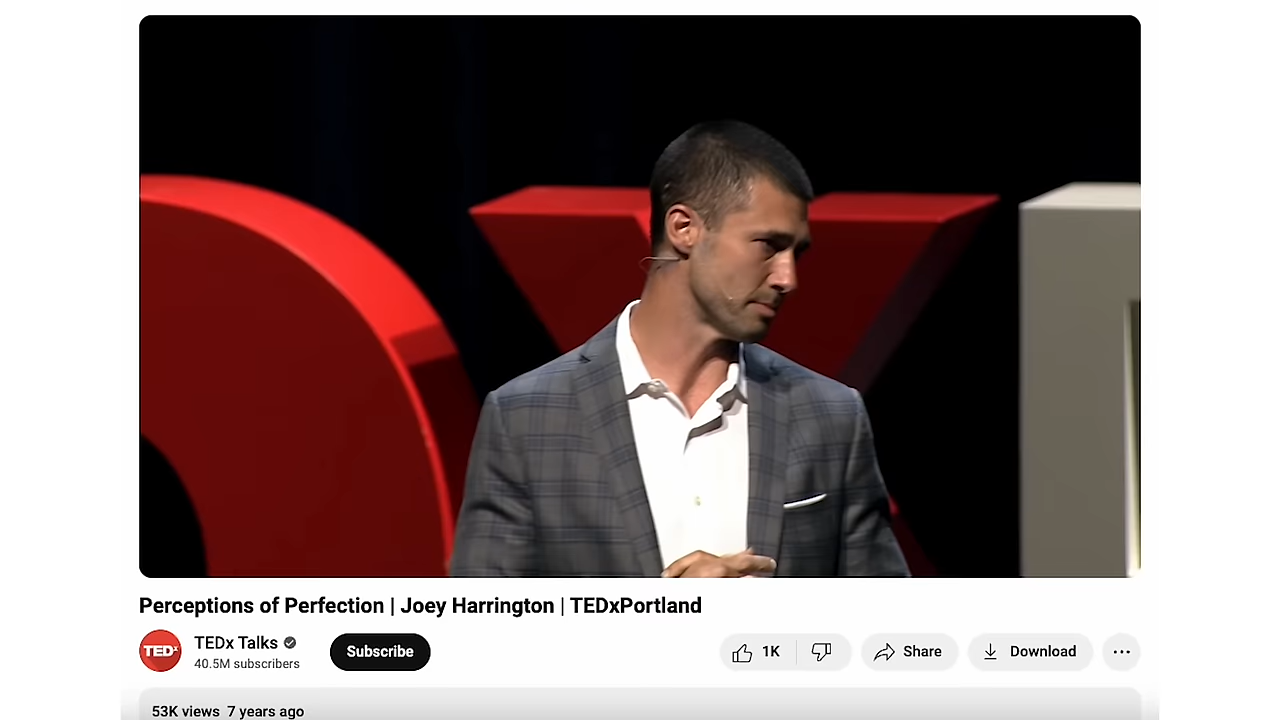 Perceptions of Perfection | Joey Harrington | TEDxPortland
TEDx
TEDx Talks
40.5M subscribers
Subscribe
1K
Share
Download
53K views 7 years ago